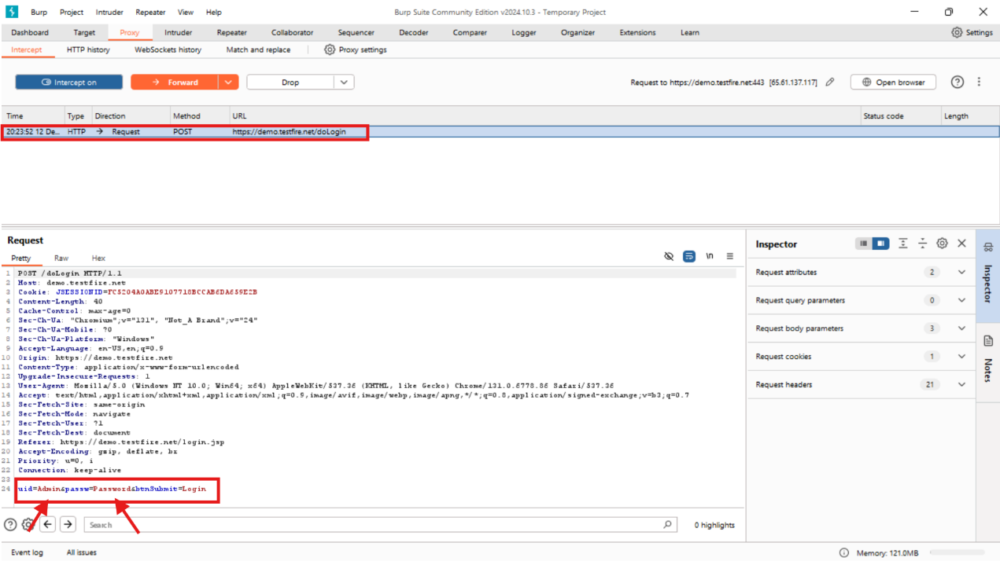 Burp Project Intruder Repeater View Help Burp Suite Community Edition v2024.10.3 - Temporary Project
Dashboard Target Proxy Intruder Repeater Collaborator Sequencer Decoder Comparer Logger Organizer Extensions Learn Settings
Intercept HTTP history WebSockets history Match and replace Proxy settings
Intercept on Forward Drop Request to https://demo.testfire.net:443 [65.61.137.117] Open browser
Time Type Direction Method URL Status code Length
20:23:52 12 De... HTTP → Request POST https://demo.testfire.net/doLogin
Request
Pretty Raw Hex \n
1 POST /doLogin HTTP/1.1
2 Host: demo.testfire.net
3 Cookie: JSESSIONID=FC5204A0ABE9107718BCCAB6DA659E2B
4 Content-Length: 40
5 Cache-Control: max-age=0
6 Sec-Ch-Ua: "Chromium";v="131", "Not_A Brand";v="24"
7 Sec-Ch-Ua-Mobile: ?0
8 Sec-Ch-Ua-Platform: "Windows"
9 Accept-Language: en-US,en;q=0.9
10 Origin: https://demo.testfire.net
11 Content-Type: application/x-www-form-urlencoded
12 Upgrade-Insecure-Requests: 1
13 User-Agent: Mozilla/5.0 (Windows NT 10.0; Win64; x64) AppleWebKit/537.36 (KHTML, like Gecko) Chrome/131.0.6778.86 Safari/537.36
14 Accept: text/html,application/xhtml+xml,application/xml;q=0.9,image/avif,image/webp,image/apng,*/*;q=0.8,application/signed-exchange;v=b3;q=0.7
15 Sec-Fetch-Site: same-origin
16 Sec-Fetch-Mode: navigate
17 Sec-Fetch-User: ?1
18 Sec-Fetch-Dest: document
19 Referer: https://demo.testfire.net/login.jsp
20 Accept-Encoding: gzip, deflate, br
21 Priority: u=0, i
22 Connection: keep-alive
23
24 uid=Admin&passw=Password&btnSubmit=Login
Search 0 highlights
Inspector
Request attributes 2
Request query parameters 0
Request body parameters 3
Request cookies 1
Request headers 21
Inspector
Notes
Event log All issues Memory: 121.0MB